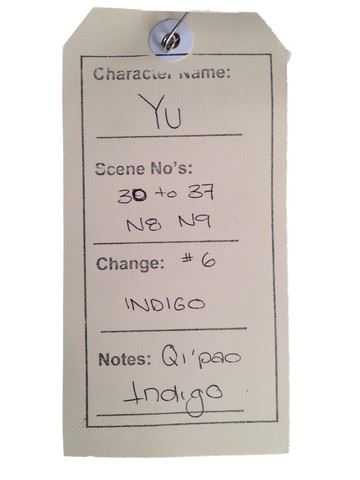 Character Name:
Yu
Scene No's:
30 to 37
N8 N9
Change: #6
INDIGO
Notes: Qi'pao
Indigo